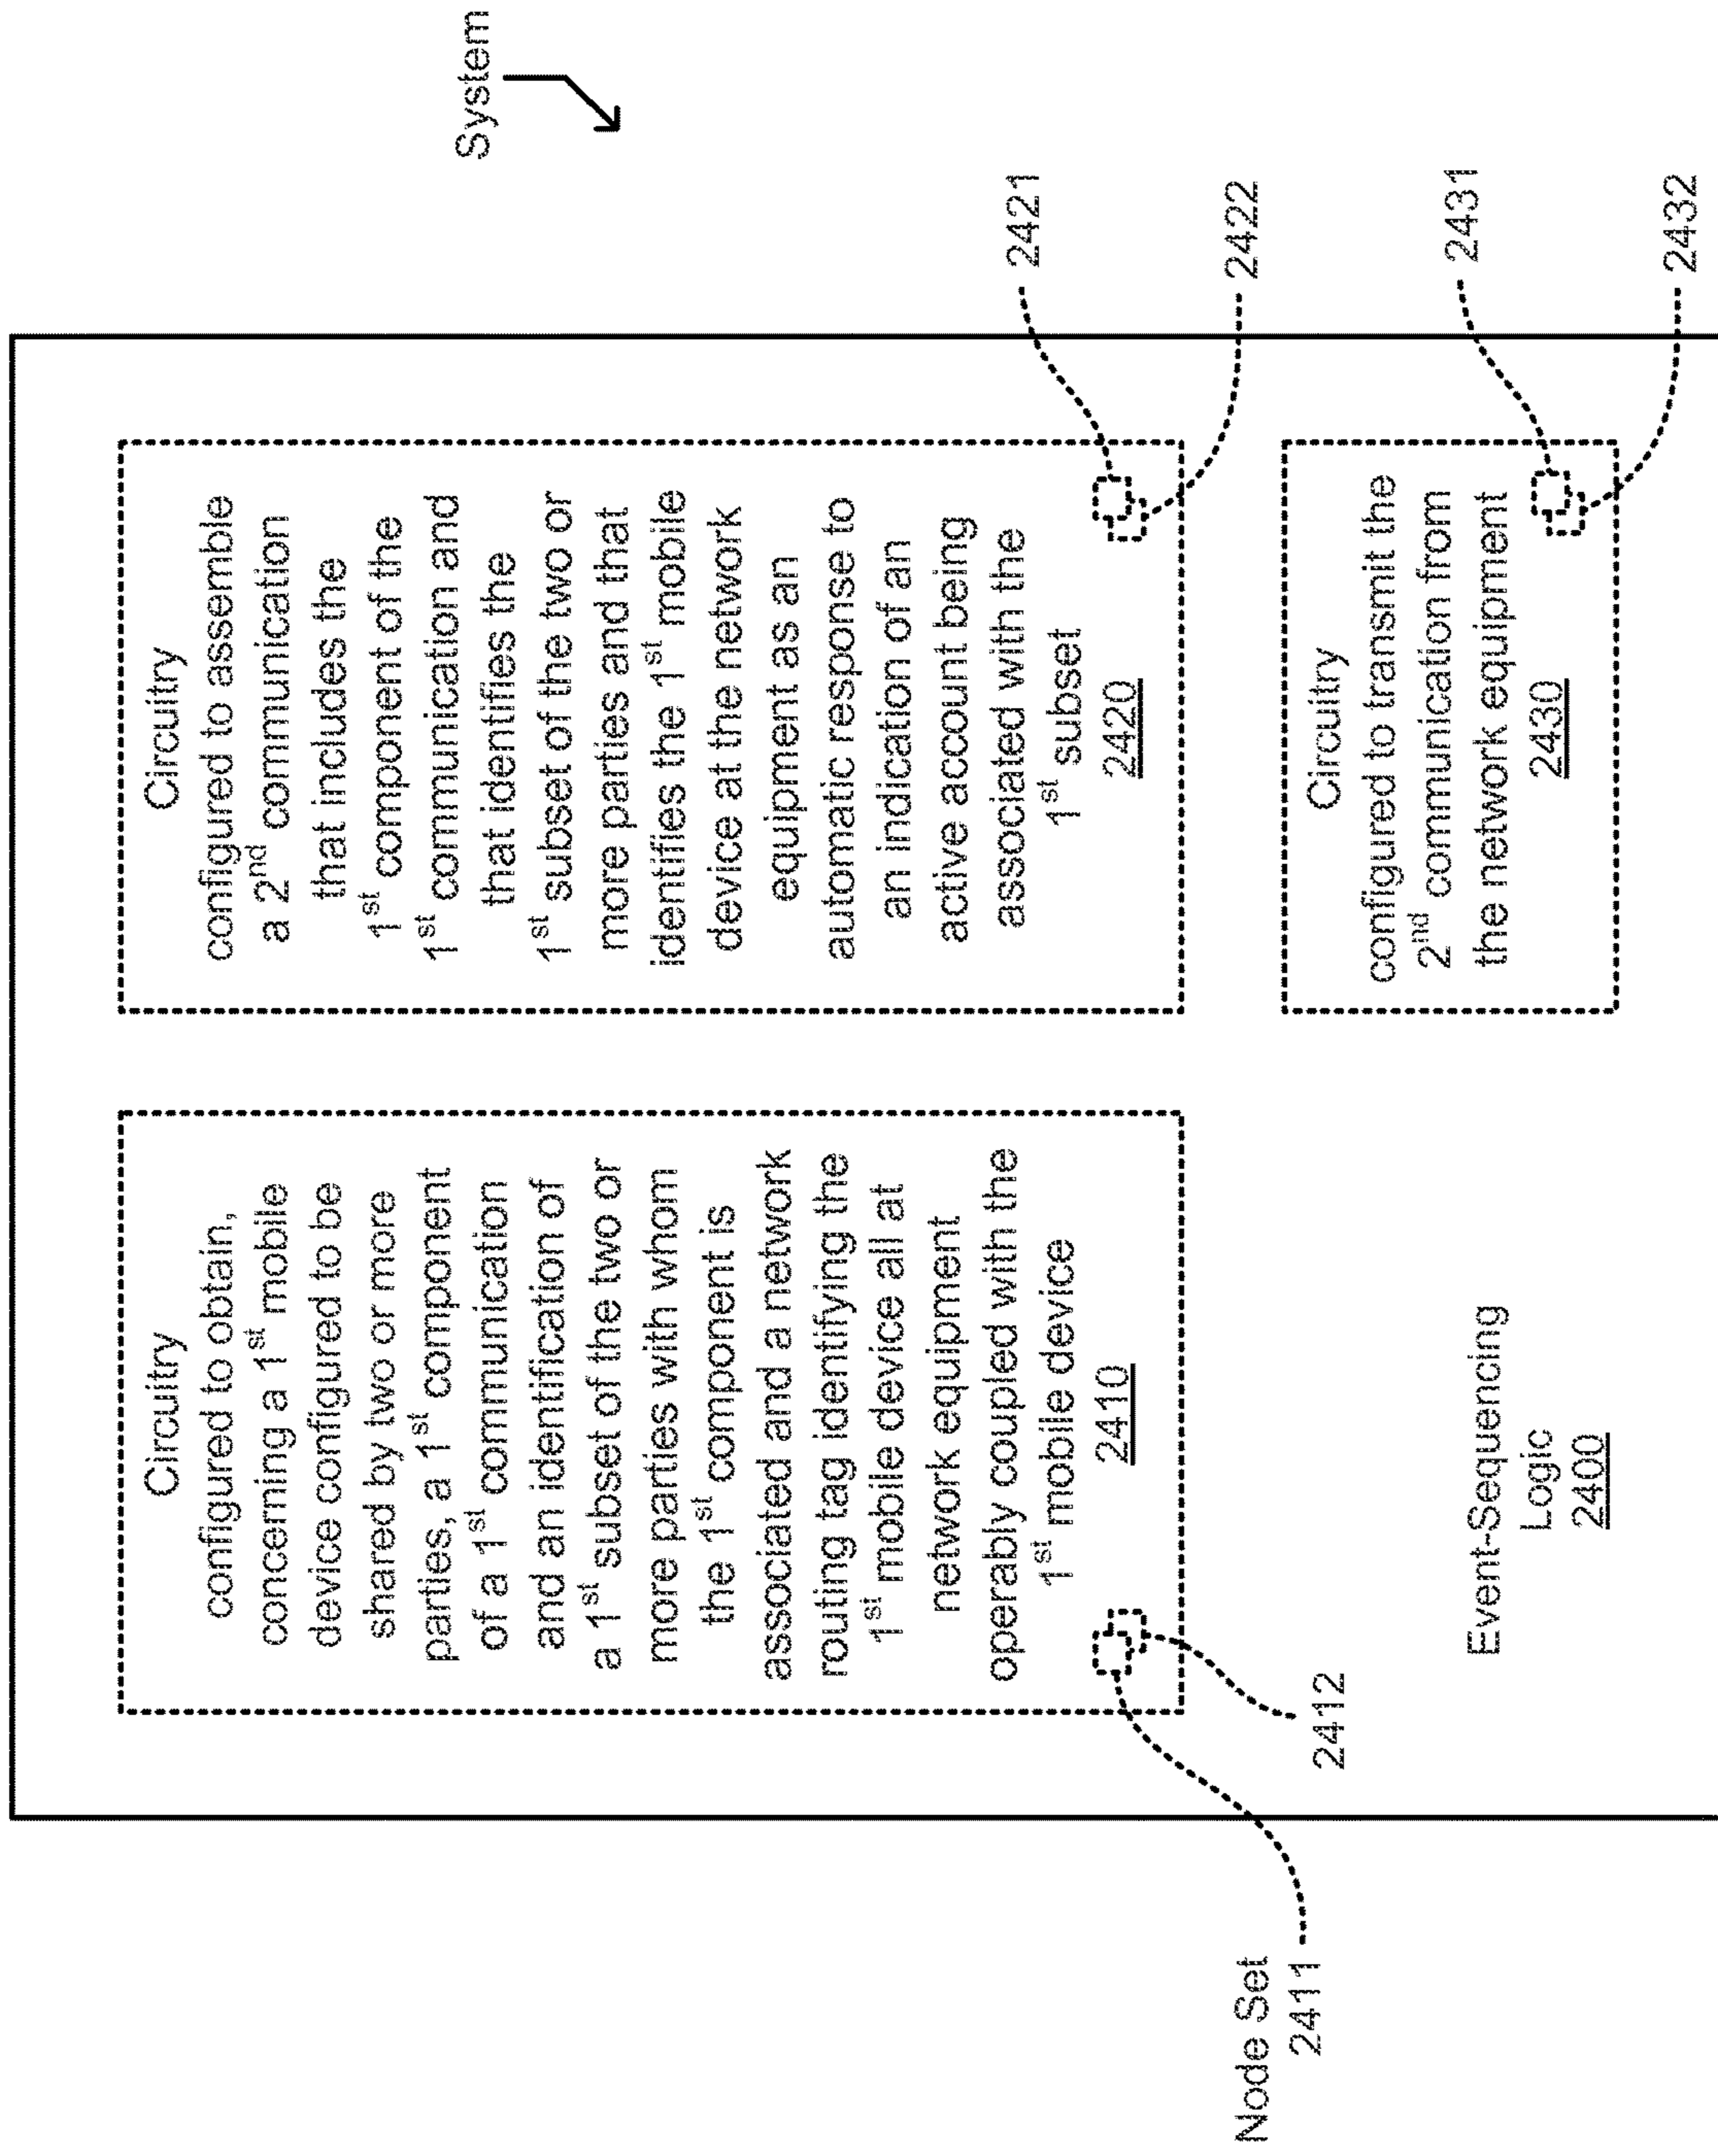 System
Circuitry
configured to obtain,
concerning a 1st mobile
device configured to be
shared by two or more
parties, a 1st component
of a 1st communication
and an identification of
a 1st subset of the two or
more parties with whom
the 1st component is
associated and a network
routing tag identifying the
1st mobile device all at
network equipment
operably coupled with the
1st mobile device
2410
Node Set
2411
2412
Circuitry
configured to assemble
a 2nd communication
that includes the
1st component of the
1st communication and
that identifies the
1st subset of the two or
more parties and that
identifies the 1st mobile
device at the network
equipment as an
automatic response to
an indication of an
active account being
associated with the
1st subset
2420
2421
2422
Circuitry
configured to transmit the
2nd communication from
the network equipment
2430
2431
2432
Event-Sequencing
Logic
2400